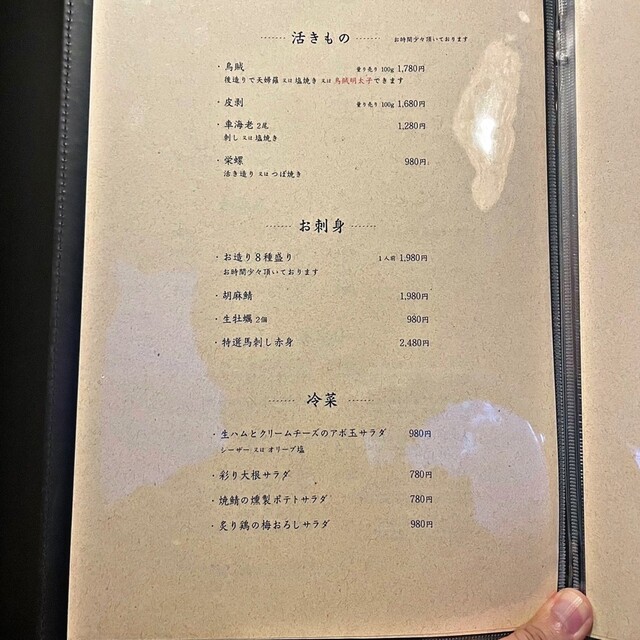 活きもの お時間少々頂いております
・烏賊 量り売り 100g 1,780円
後造りで天婦羅 又は 塩焼き 又は 烏賊明太子できます
・皮剥 量り売り 100g 1,680円
・車海老 2尾 1,280円
刺し 又は 塩焼き
・栄螺 980円
活き造り 又は つぼ焼き
お刺身
・お造り8種盛り 1人前 1,980円
お時間少々頂いております
・胡麻鯖 1,980円
・生牡蠣 2個 980円
・特選馬刺し赤身 2,480円
冷菜
・生ハムとクリームチーズのアボ玉サラダ 980円
シーザー 又は オリーブ塩
・彩り大根サラダ 780円
・焼鯖の燻製ポテトサラダ 780円
・炙り鶏の梅おろしサラダ 980円